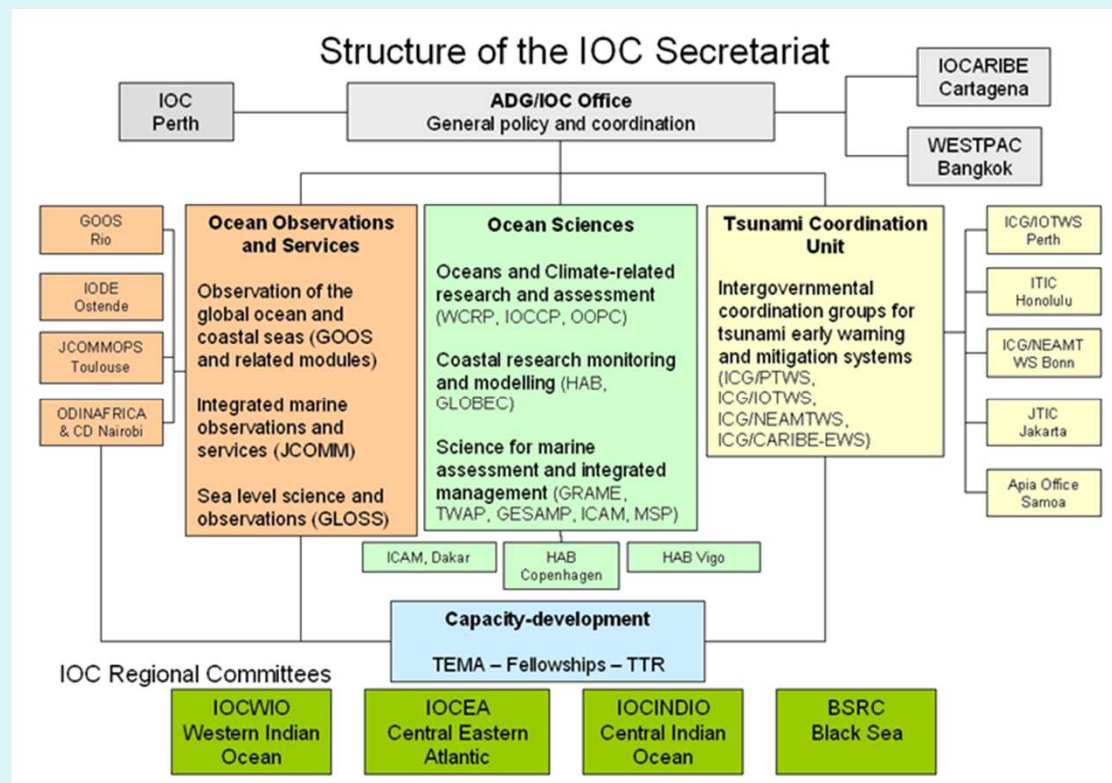 Structure of the IOC Secretariat
IOC
Perth
ADG/IOC Office
General policy and coordination
IOCARIBE
Cartagena
WESTPAC
Bangkok
GOOS
Rio
IODE
Ostende
JCOMMOPS
Toulouse
ODINAFRICA
& CD Nairobi
Ocean Observations
and Services
Observation of the
global ocean and
coastal seas (GOOS
and related modules)
Integrated marine
observations and
services (JCOMM)
Sea level science and
observations (GLOSS)
Ocean Sciences
Oceans and Climate-related
research and assessment
(WCRP, IOCCP, OOPC)
Coastal research monitoring
and modelling (HAB,
GLOBEC)
Science for marine
assessment and integrated
management (GRAME,
TWAP, GESAMP, ICAM, MSP)
Tsunami Coordination
Unit
Intergovernmental
coordination groups for
tsunami early warning
and mitigation systems
(ICG/PTWS,
ICG/IOTWS,
ICG/NEAMTWS,
ICG/CARIBE-EWS)
ICG/IOTWS
Perth
ITIC
Honolulu
ICG/NEAMT
WS Bonn
JTIC
Jakarta
Apia Office
Samoa
ICAM, Dakar
HAB
Copenhagen
HAB Vigo
Capacity-development
TEMA – Fellowships – TTR
IOC Regional Committees
IOCWIO
Western Indian
Ocean
IOCEA
Central Eastern
Atlantic
IOCINDIO
Central Indian
Ocean
BSRC
Black Sea